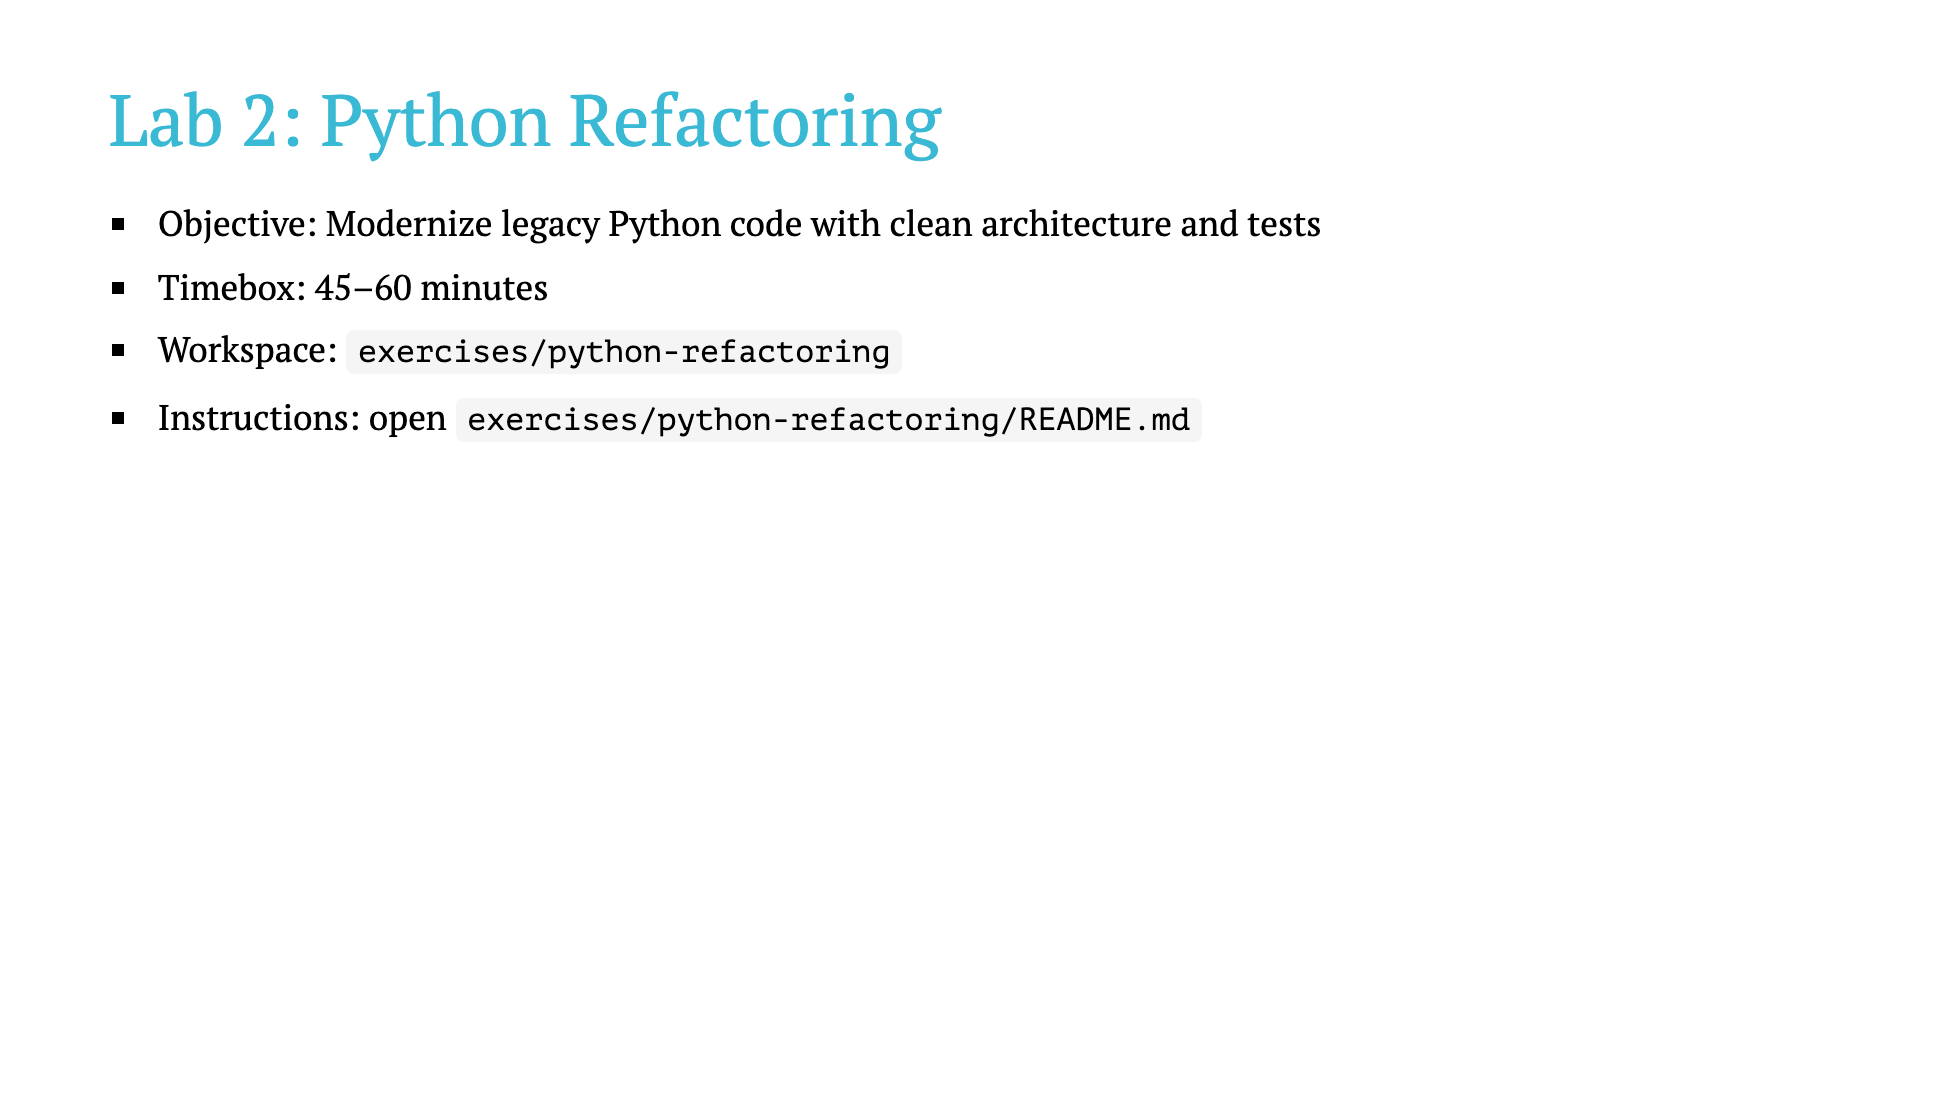 Lab 2: Python Refactoring
▪ Objective: Modernize legacy Python code with clean architecture and tests
▪ Timebox: 45–60 minutes
▪ Workspace: exercises/python-refactoring
▪ Instructions: open exercises/python-refactoring/README.md